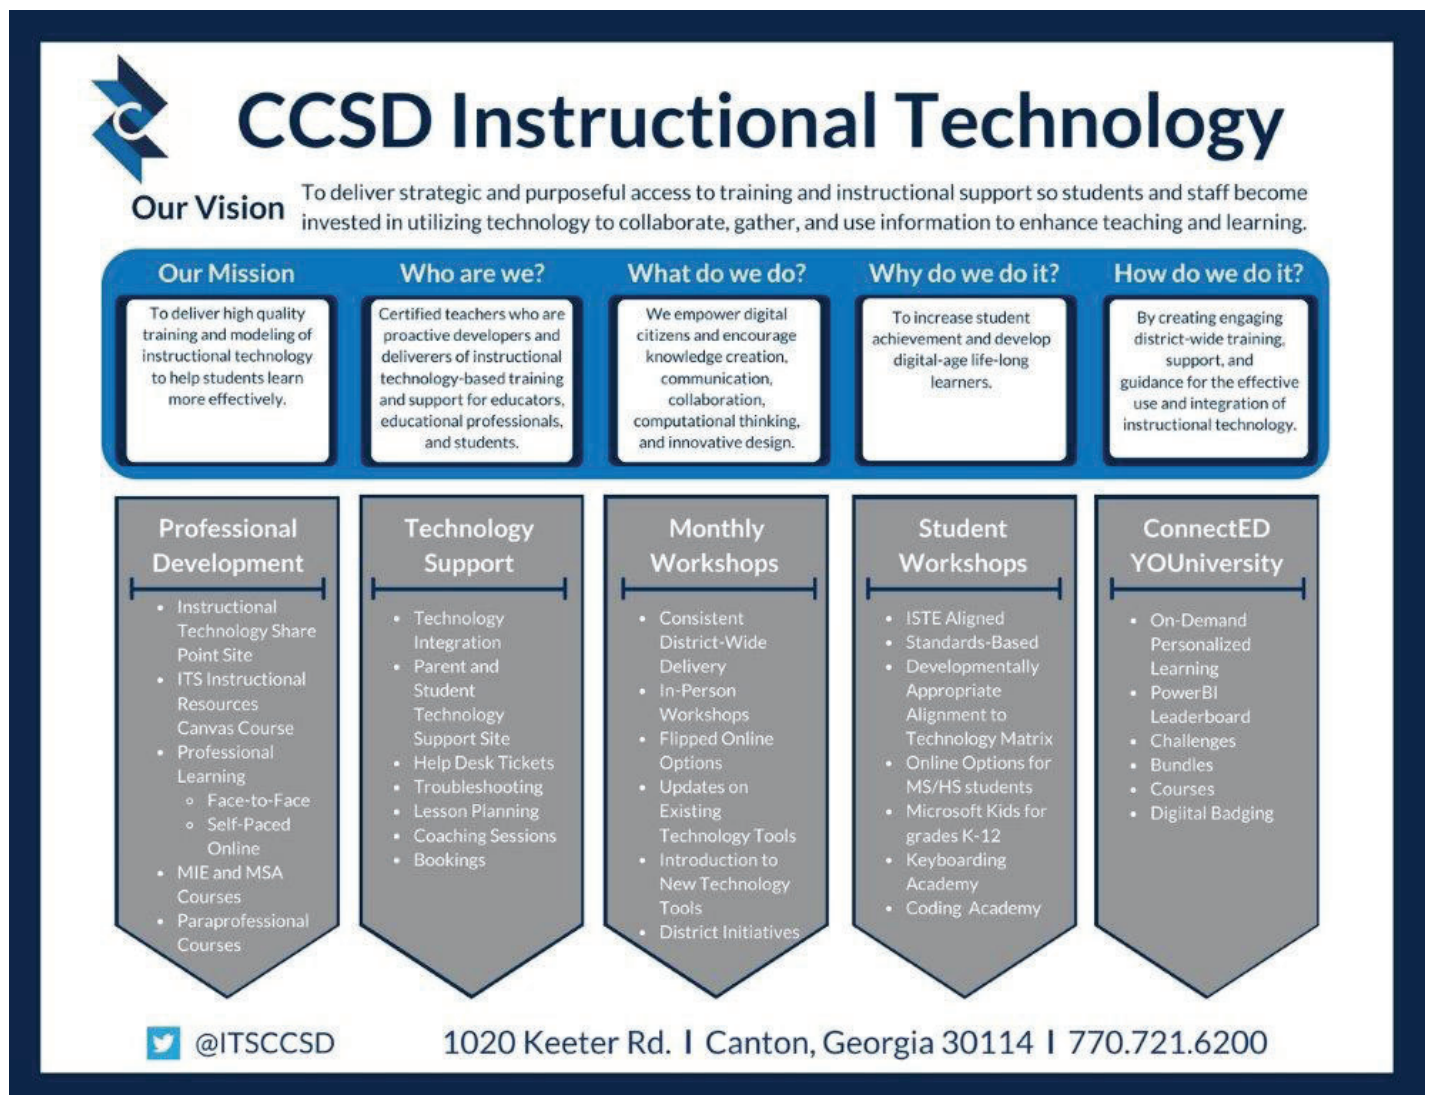 C
CCSD Instructional Technology
Our Vision
To deliver strategic and purposeful access to training and instructional support so students and staff become
invested in utilizing technology to collaborate, gather, and use information to enhance teaching and learning.
Our Mission
To deliver high quality
training and modeling of
instructional technology
to help students learn
more effectively.
Who are we?
Certified teachers who are
proactive developers and
deliverers of instructional
technology-based training
and support for educators,
educational professionals,
and students.
What do we do?
We empower digital
citizens and encourage
knowledge creation,
communication,
collaboration,
computational thinking,
and innovative design.
Why do we do it?
To increase student
achievement and develop
digital-age life-long
learners.
How do we do it?
By creating engaging
district-wide training,
support, and
guidance for the effective
use and integration of
instructional technology.
Professional
Development
• Instructional
Technology Share
Point Site
• ITS Instructional
Resources
Canvas Course
• Professional
Learning
◦ Face-to-Face
◦ Self-Paced
Online
• MIE and MSA
Courses
• Paraprofessional
Courses
Technology
Support
• Technology
Integration
• Parent and
Student
Technology
Support Site
• Help Desk Tickets
• Troubleshooting
• Lesson Planning
• Coaching Sessions
• Bookings
Monthly
Workshops
• Consistent
District-Wide
Delivery
• In-Person
Workshops
• Flipped Online
Options
• Updates on
Existing
Technology Tools
• Introduction to
New Technology
Tools
• District Initiatives
Student
Workshops
• ISTE Aligned
• Standards-Based
• Developmentally
Appropriate
Alignment to
Technology Matrix
• Online Options for
MS/HS students
• Microsoft Kids for
grades K-12
• Keyboarding
Academy
• Coding Academy
ConnectED
YOUniversity
• On-Demand
Personalized
Learning
• PowerBI
Leaderboard
• Challenges
• Bundles
• Courses
• Digiital Badging
@ITSCCSD
1020 Keeter Rd. I Canton, Georgia 30114 I 770.721.6200